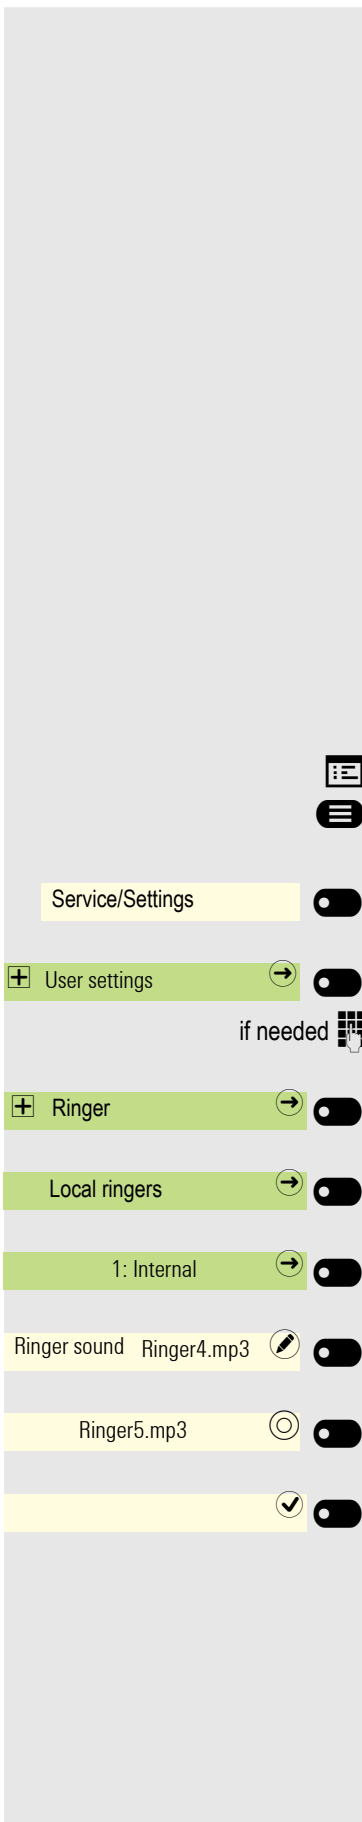 Service/Settings
User settings
if needed
Ringer
Local ringers
1: Internal
Ringer sound Ringer4.mp3
Ringer5.mp3